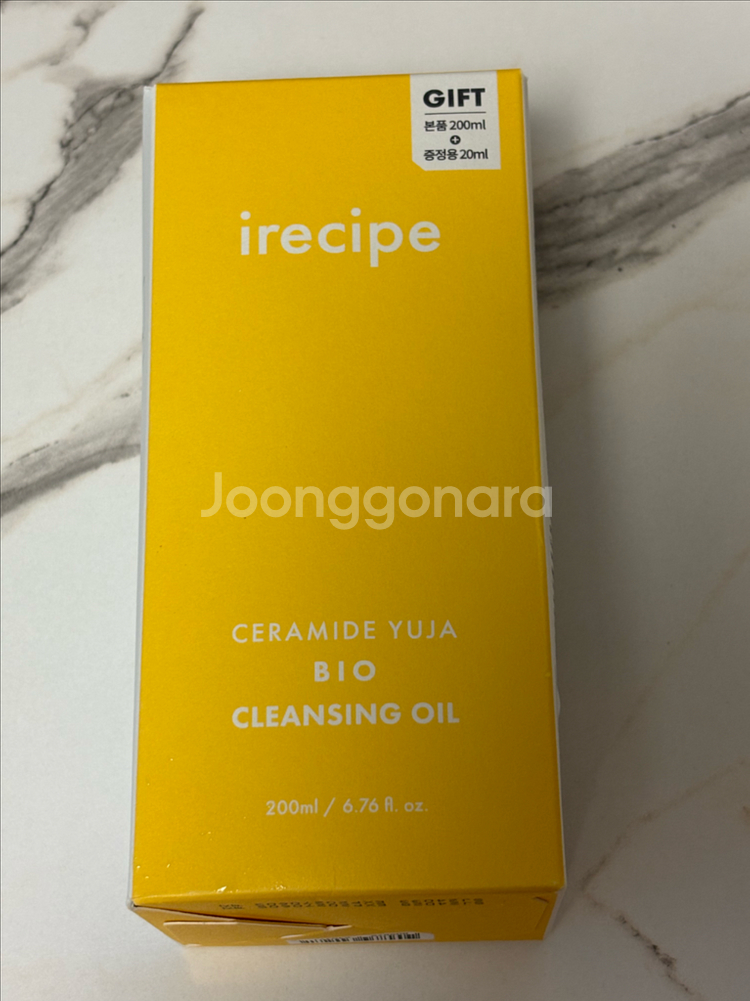 GIFT
본품 200ml
+
증정용 20ml
irecipe
Joonggonara
CERAMIDE YUJA
BIO
CLEANSING OIL
200ml / 6.76 fl. oz.